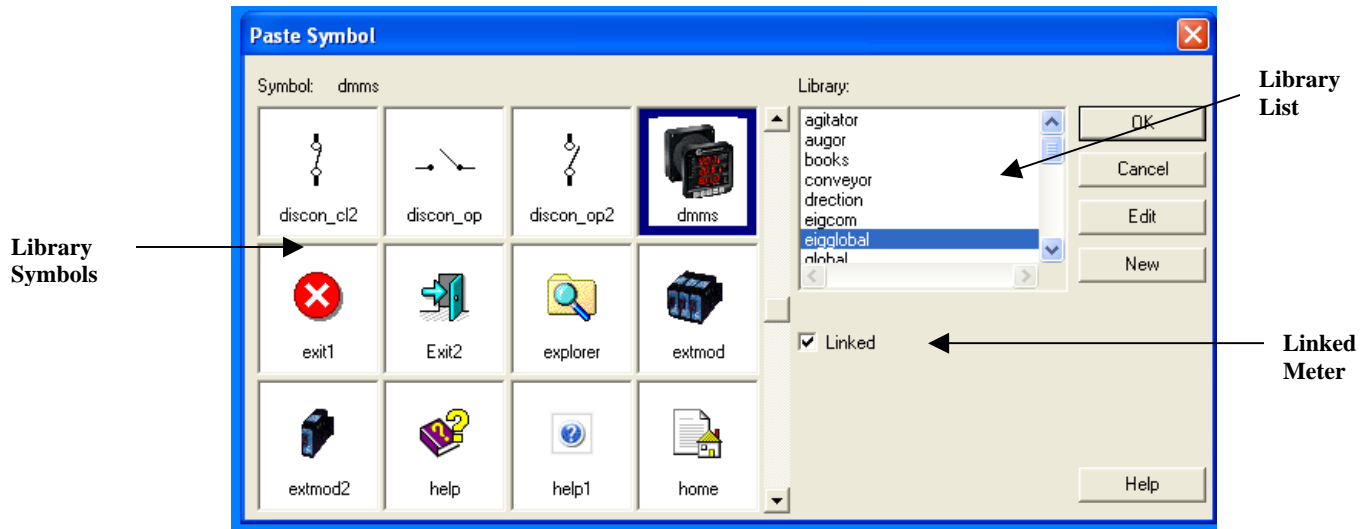 Paste Symbol
Symbol: dmms
Library:
discon_cl2
discon_op
discon_op2
dmms
exit1
Exit2
explorer
extmod
extmod2
help
help1
home
agitator
augor
books
conveyor
drection
eigcom
eigglobal
global
Linked
OK
Cancel
Edit
New
Help
Library
List
Library
Symbols
Linked
Meter